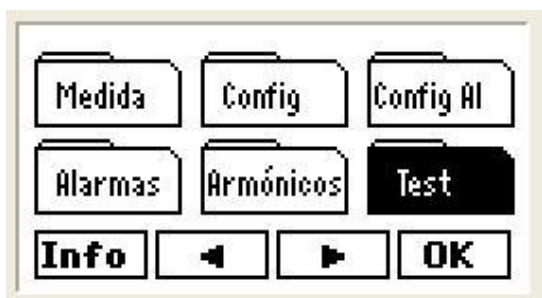 Medida Config Config Al
Alarmas Armónicos Test
Info ◄ ► OK